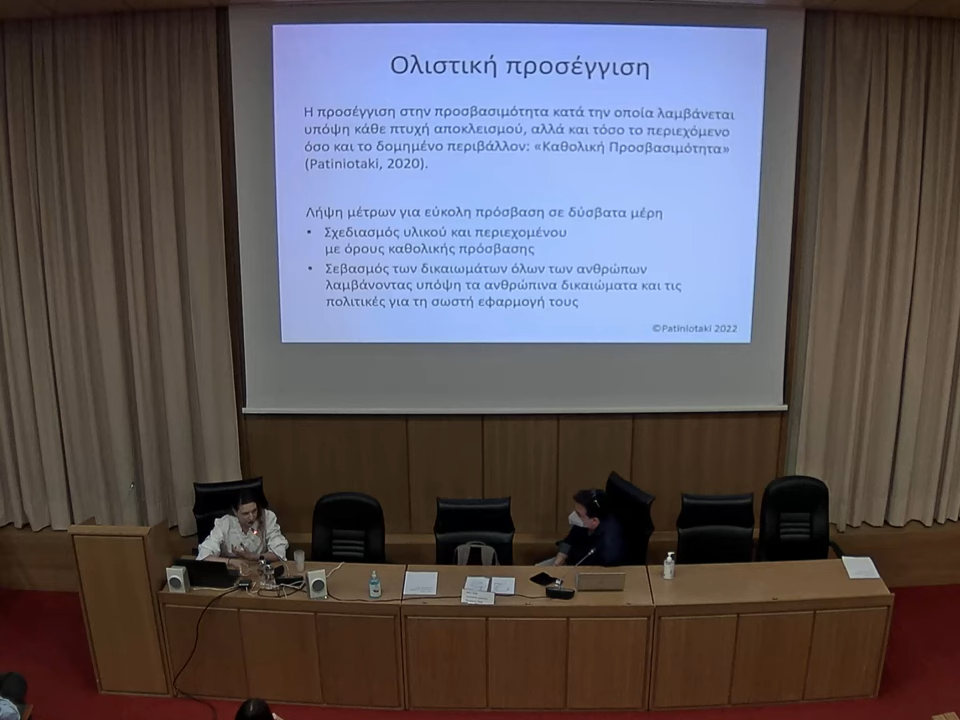 Ολιστική προσέγγιση
Η προσέγγιση στην προσβασιμότητα κατά την οποία λαμβάνεται
υπόψη κάθε πτυχή αποκλεισμού, αλλά και τόσο το περιεχόμενο
όσο και το δομημένο περιβάλλον: «Καθολική Προσβασιμότητα»
(Patiniotaki, 2020).
Λήψη μέτρων για εύκολη πρόσβαση σε δύσβατα μέρη
• Σχεδιασμός υλικού και περιεχομένου
με όρους καθολικής πρόσβασης
• Σεβασμός των δικαιωμάτων όλων των ανθρώπων
λαμβάνοντας υπόψη τα ανθρώπινα δικαιώματα και τις
πολιτικές για τη σωστή εφαρμογή τους
©Patiniotaki 2022